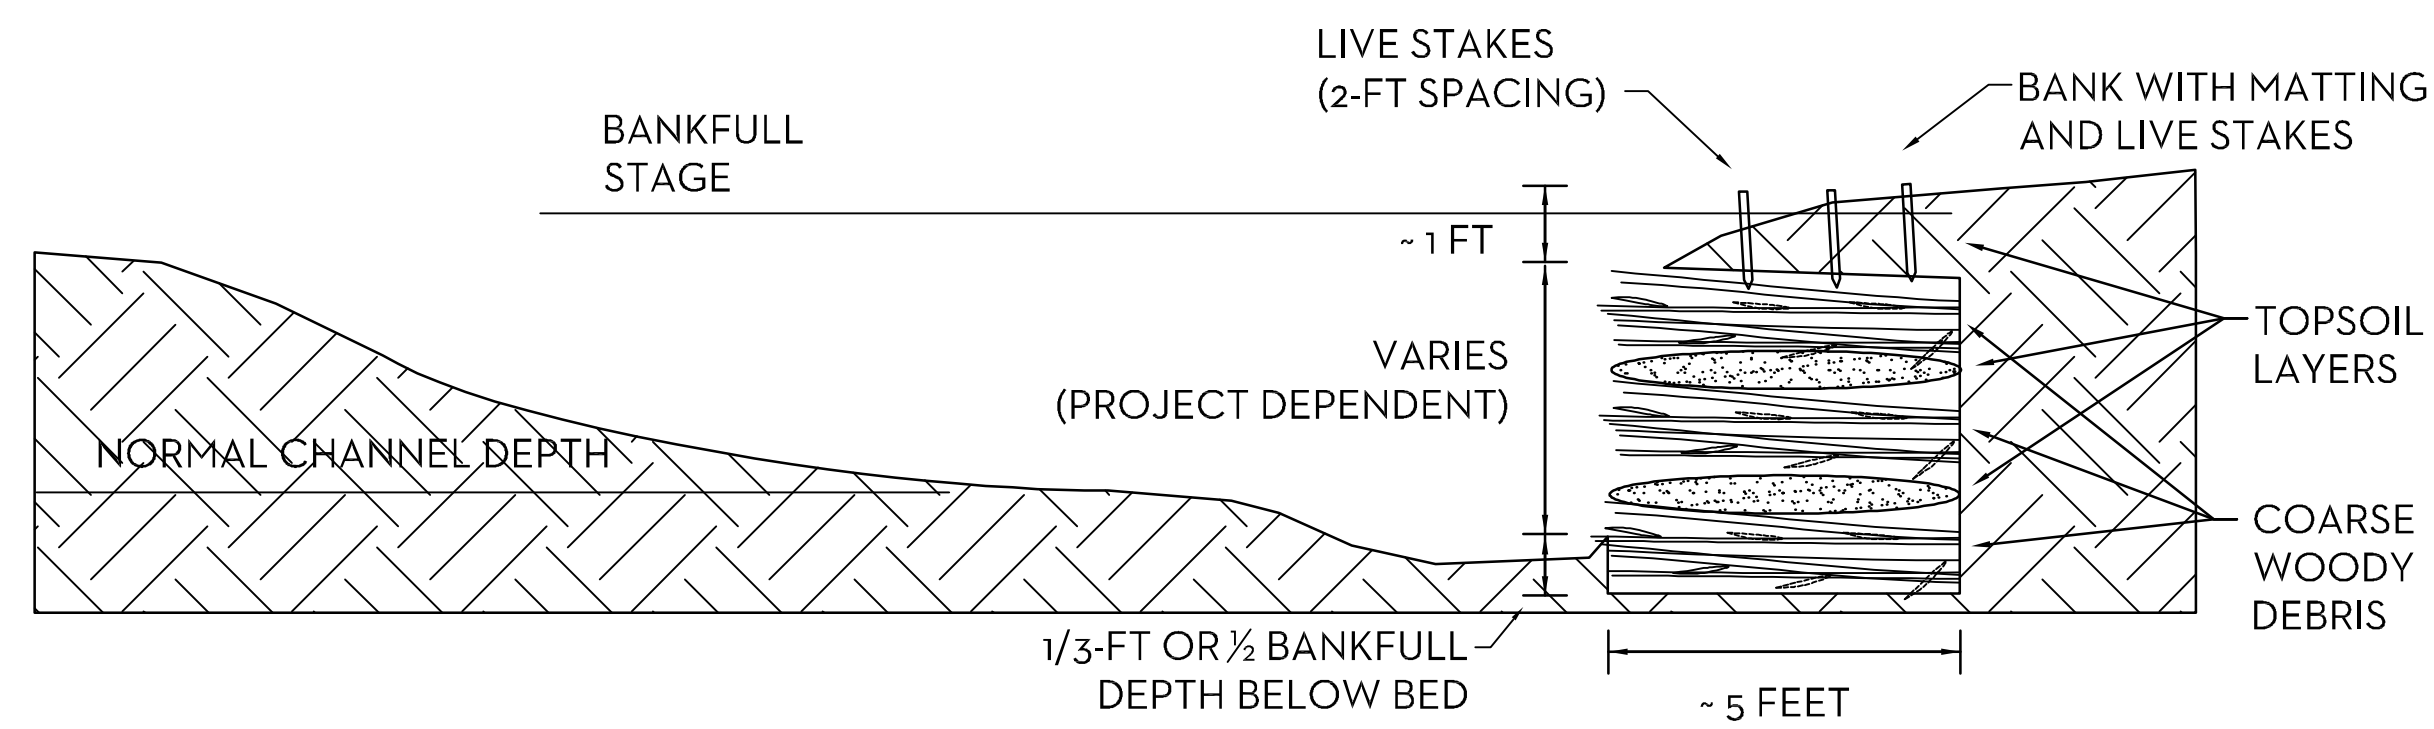 LIVE STAKES
(2-FT SPACING)
BANK WITH MATTING
AND LIVE STAKES
BANKFULL
STAGE
~ 1 FT
TOPSOIL
LAYERS
VARIES
(PROJECT DEPENDENT)
NORMAL CHANNEL DEPTH
COARSE
WOODY
DEBRIS
1/3-FT OR ½ BANKFULL
DEPTH BELOW BED
~ 5 FEET